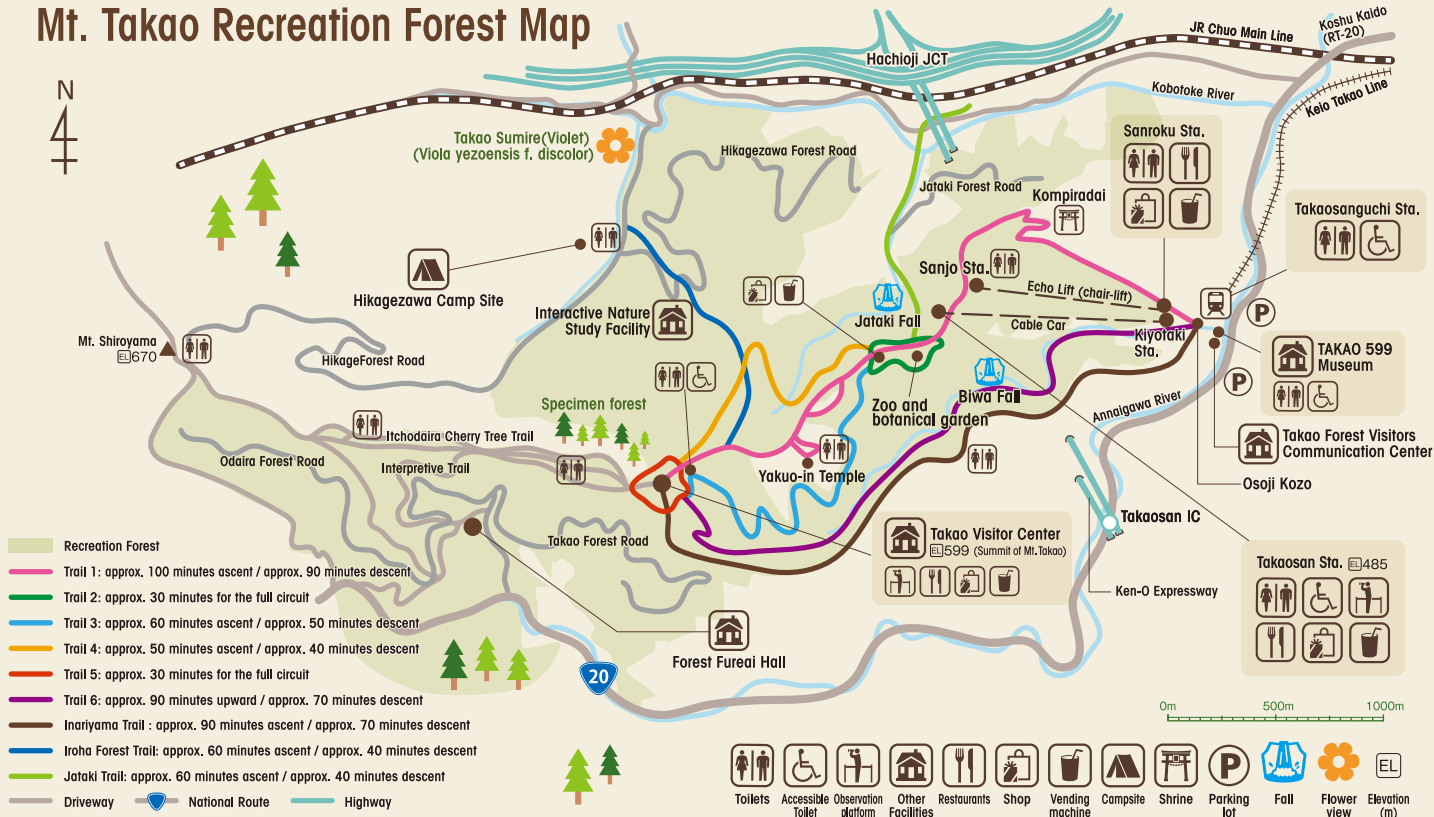 Mt. Takao Recreation Forest Map
N
Hachioji JCT
JR Chuo Main Line
Koshu Kaido
(RT-20)
Kobotoke River
Keio Takao Line
Takao Sumire(Violet)
(Viola yezoensis f. discolor)
Hikagezawa Forest Road
Jataki Forest Road
Kompiradai
Sanroku Sta.
Takaosanguchi Sta.
Hikagezawa Camp Site
Sanjo Sta.
Echo Lift (chair-lift)
Cable Car
Kiyotaki
Sta.
P
Interactive Nature
Study Facility
Jataki Fall
Mt. Shiroyama
EL 670
HikageForest Road
TAKAO 599
Museum
P
Biwa Fall
Annaigawa River
Zoo and
botanical garden
Specimen forest
Takao Forest Visitors
Communication Center
Itchodaira Cherry Tree Trail
Odaira Forest Road
Interpretive Trail
Yakuo-in Temple
Osoji Kozo
Takaosan IC
Takao Forest Road
Takao Visitor Center
EL 599 (Summit of Mt.Takao)
Takaosan Sta. EL 485
Ken-O Expressway
Forest Fureai Hall
20
Recreation Forest
Trail 1: approx. 100 minutes ascent / approx. 90 minutes descent
Trail 2: approx. 30 minutes for the full circuit
Trail 3: approx. 60 minutes ascent / approx. 50 minutes descent
Trail 4: approx. 50 minutes ascent / approx. 40 minutes descent
Trail 5: approx. 30 minutes for the full circuit
Trail 6: approx. 90 minutes upward / approx. 70 minutes descent
Inariyama Trail : approx. 90 minutes ascent / approx. 70 minutes descent
Iroha Forest Trail: approx. 60 minutes ascent / approx. 40 minutes descent
Jataki Trail: approx. 60 minutes ascent / approx. 40 minutes descent
Driveway National Route Highway
0m 500m 1000m
P EL
Toilets Accessible Observation Other Restaurants Shop Vending Campsite Shrine Parking Fall Flower Elevation
Toilet platform Facilities machine lot view (m)